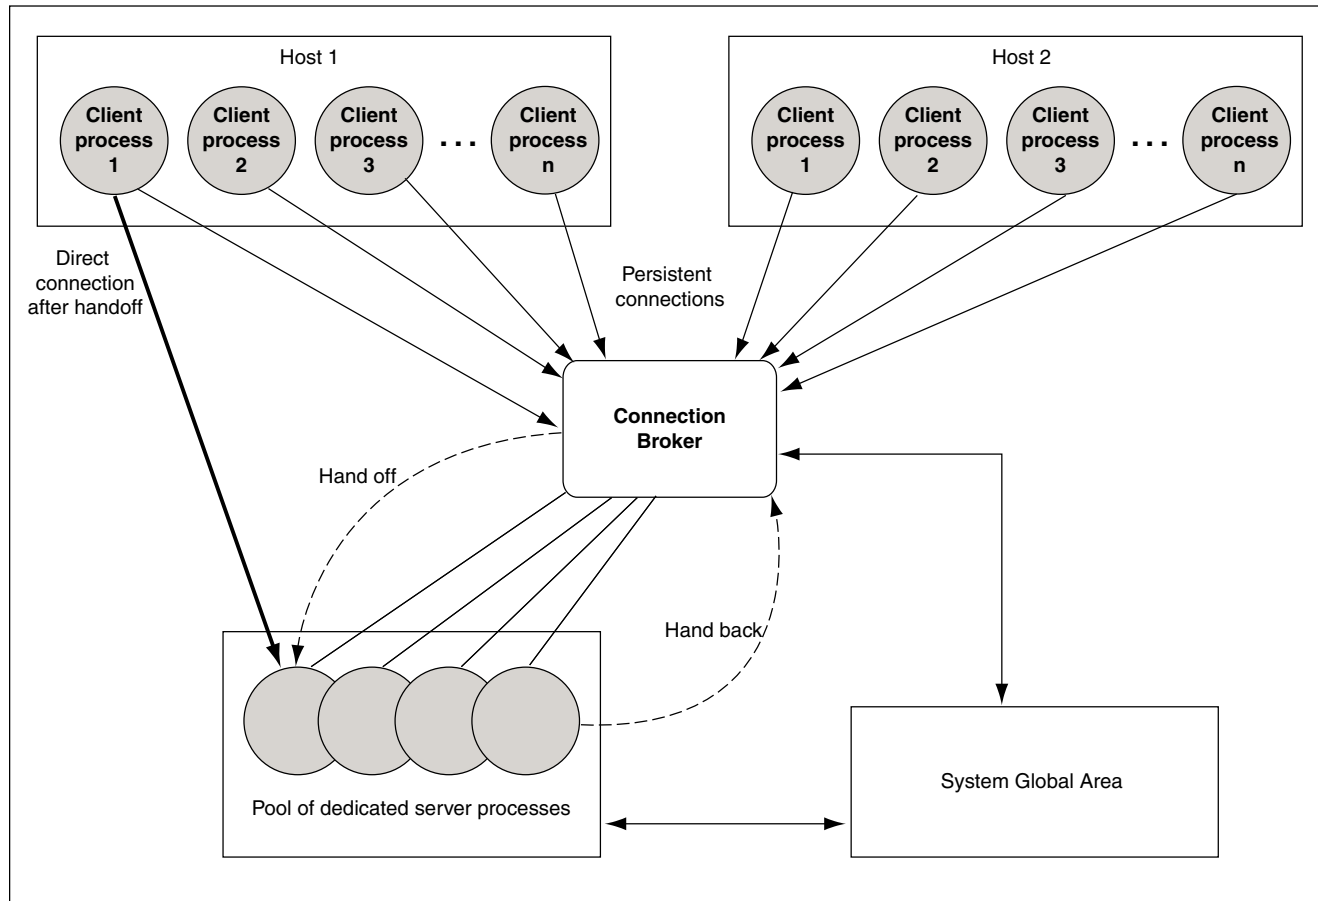 Host 1
Client
process
1
Client
process
2
Client
process
3
...
Client
process
n
Host 2
Client
process
1
Client
process
2
Client
process
3
...
Client
process
n
Direct
connection
after handoff
Persistent
connections
Connection
Broker
Hand off
Hand back
Pool of dedicated server processes
System Global Area